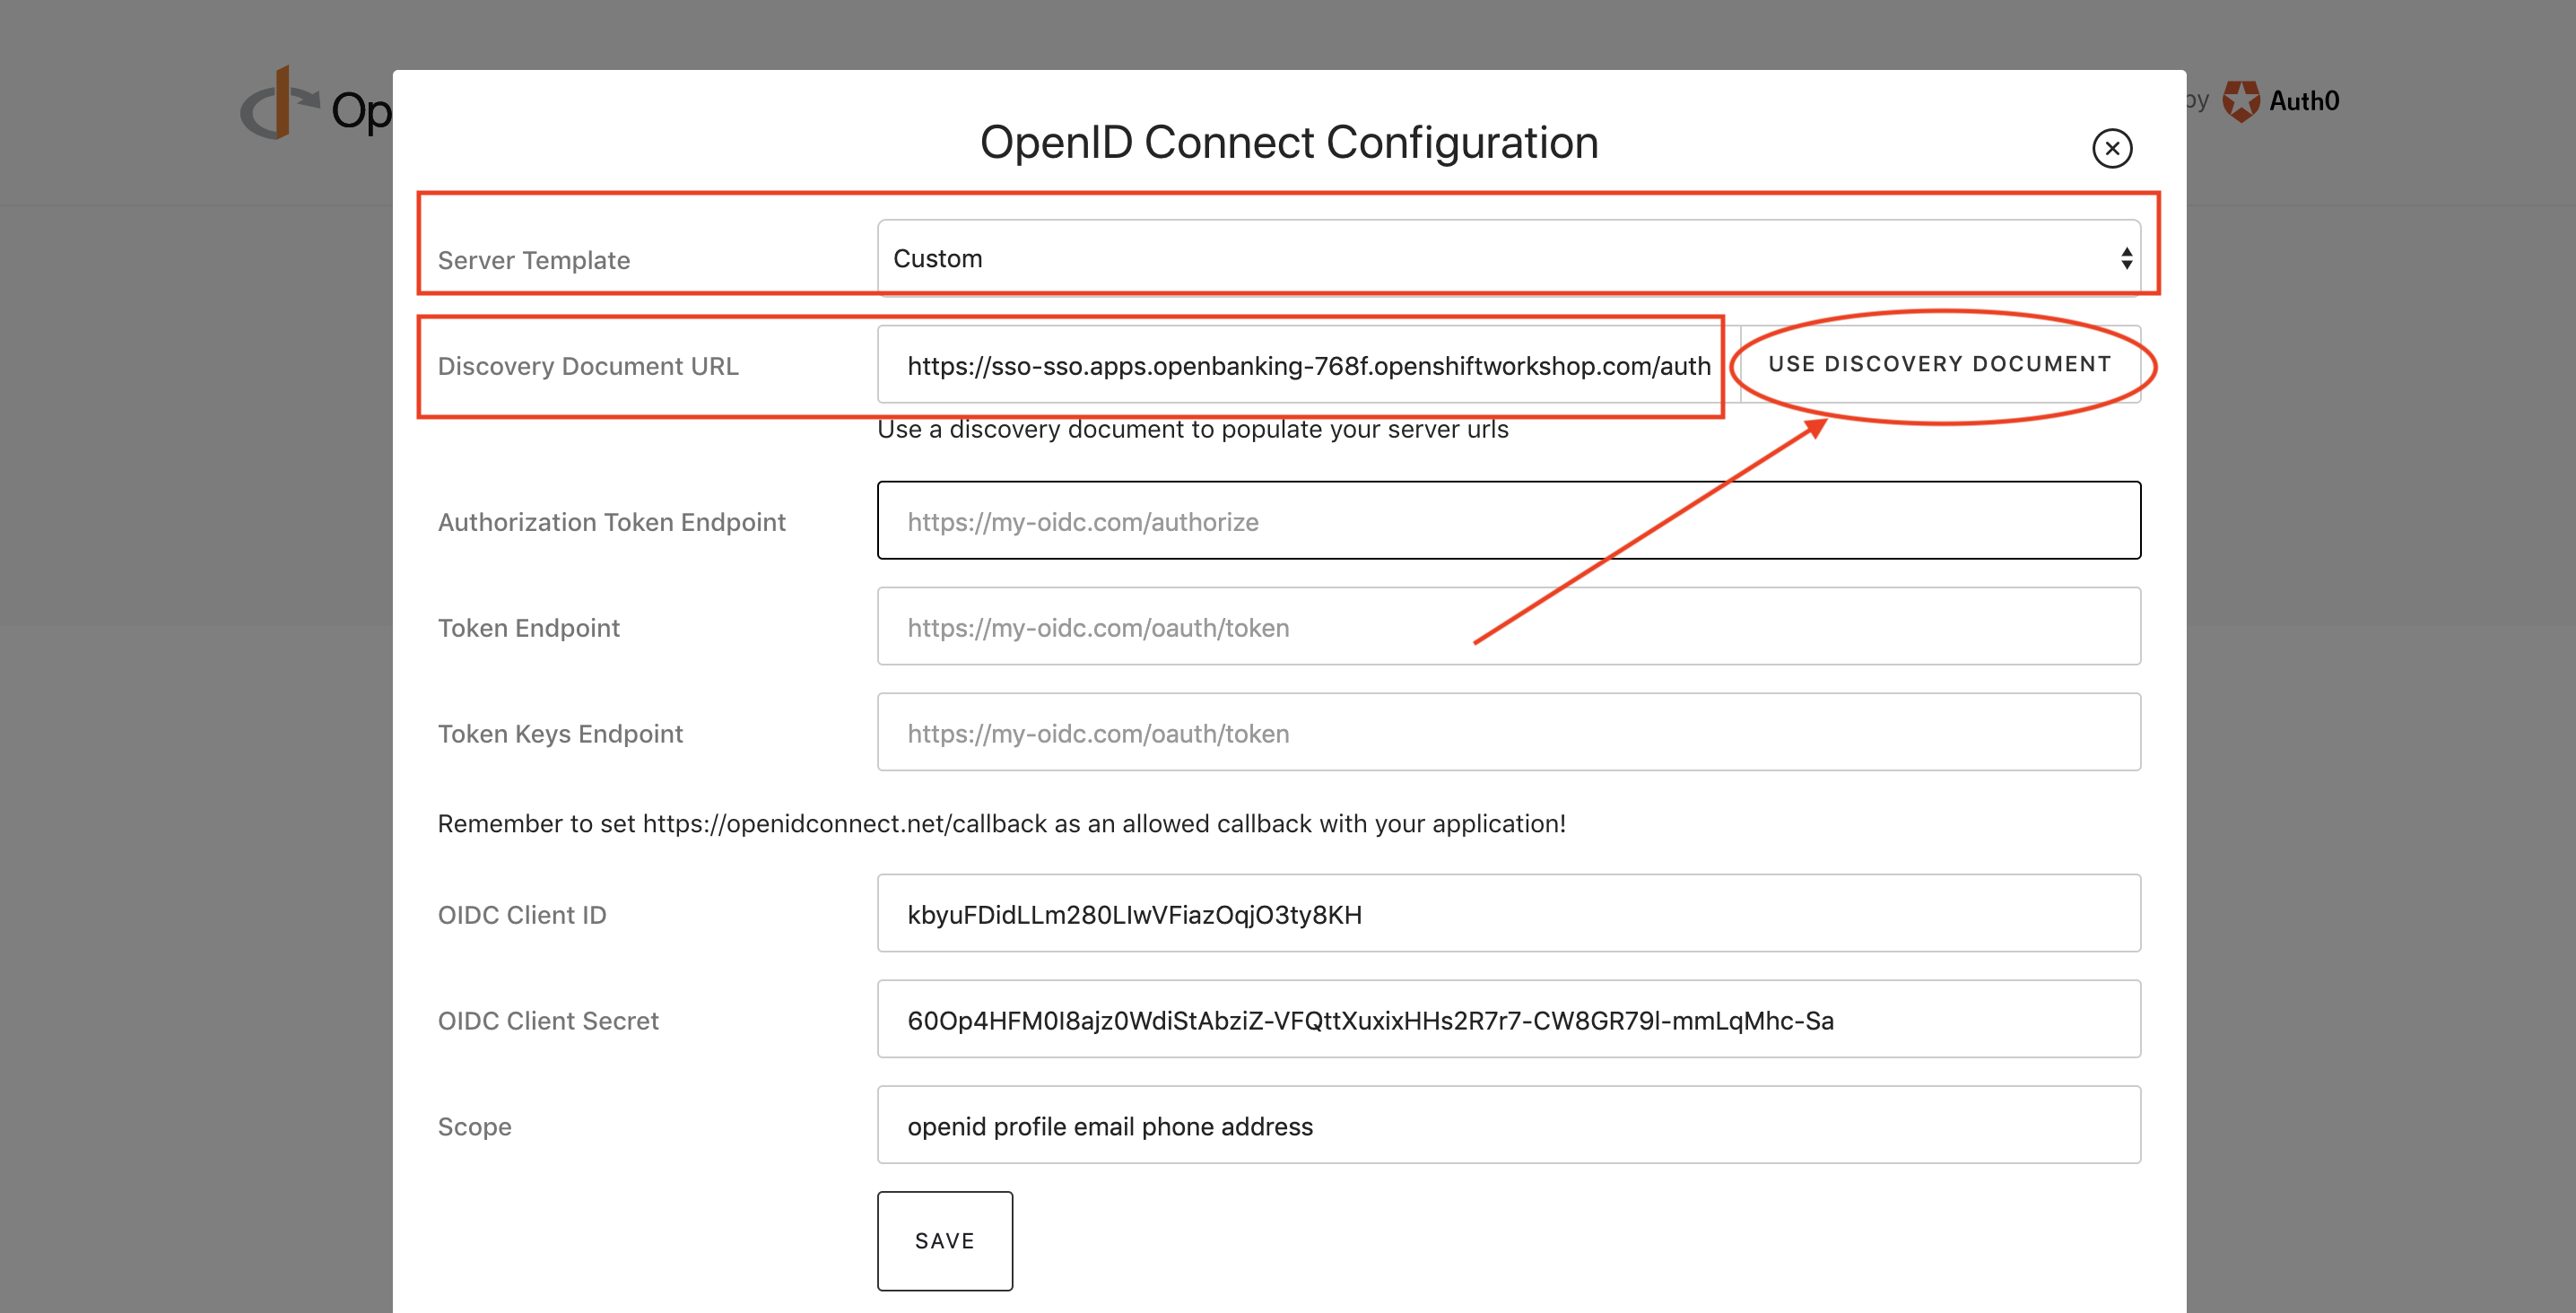 Op
by Auth0
OpenID Connect Configuration
Server Template
Custom
Discovery Document URL
https://sso-sso.apps.openbanking-768f.openshiftworkshop.com/auth
USE DISCOVERY DOCUMENT
Use a discovery document to populate your server urls
Authorization Token Endpoint
https://my-oidc.com/authorize
Token Endpoint
https://my-oidc.com/oauth/token
Token Keys Endpoint
https://my-oidc.com/oauth/token
Remember to set https://openidconnect.net/callback as an allowed callback with your application!
OIDC Client ID
kbyuFDidLLm280LIwVFiazOqjO3ty8KH
OIDC Client Secret
60Op4HFM0I8ajz0WdiStAbziZ-VFQttXuxixHHs2R7r7-CW8GR79l-mmLqMhc-Sa
Scope
openid profile email phone address
SAVE